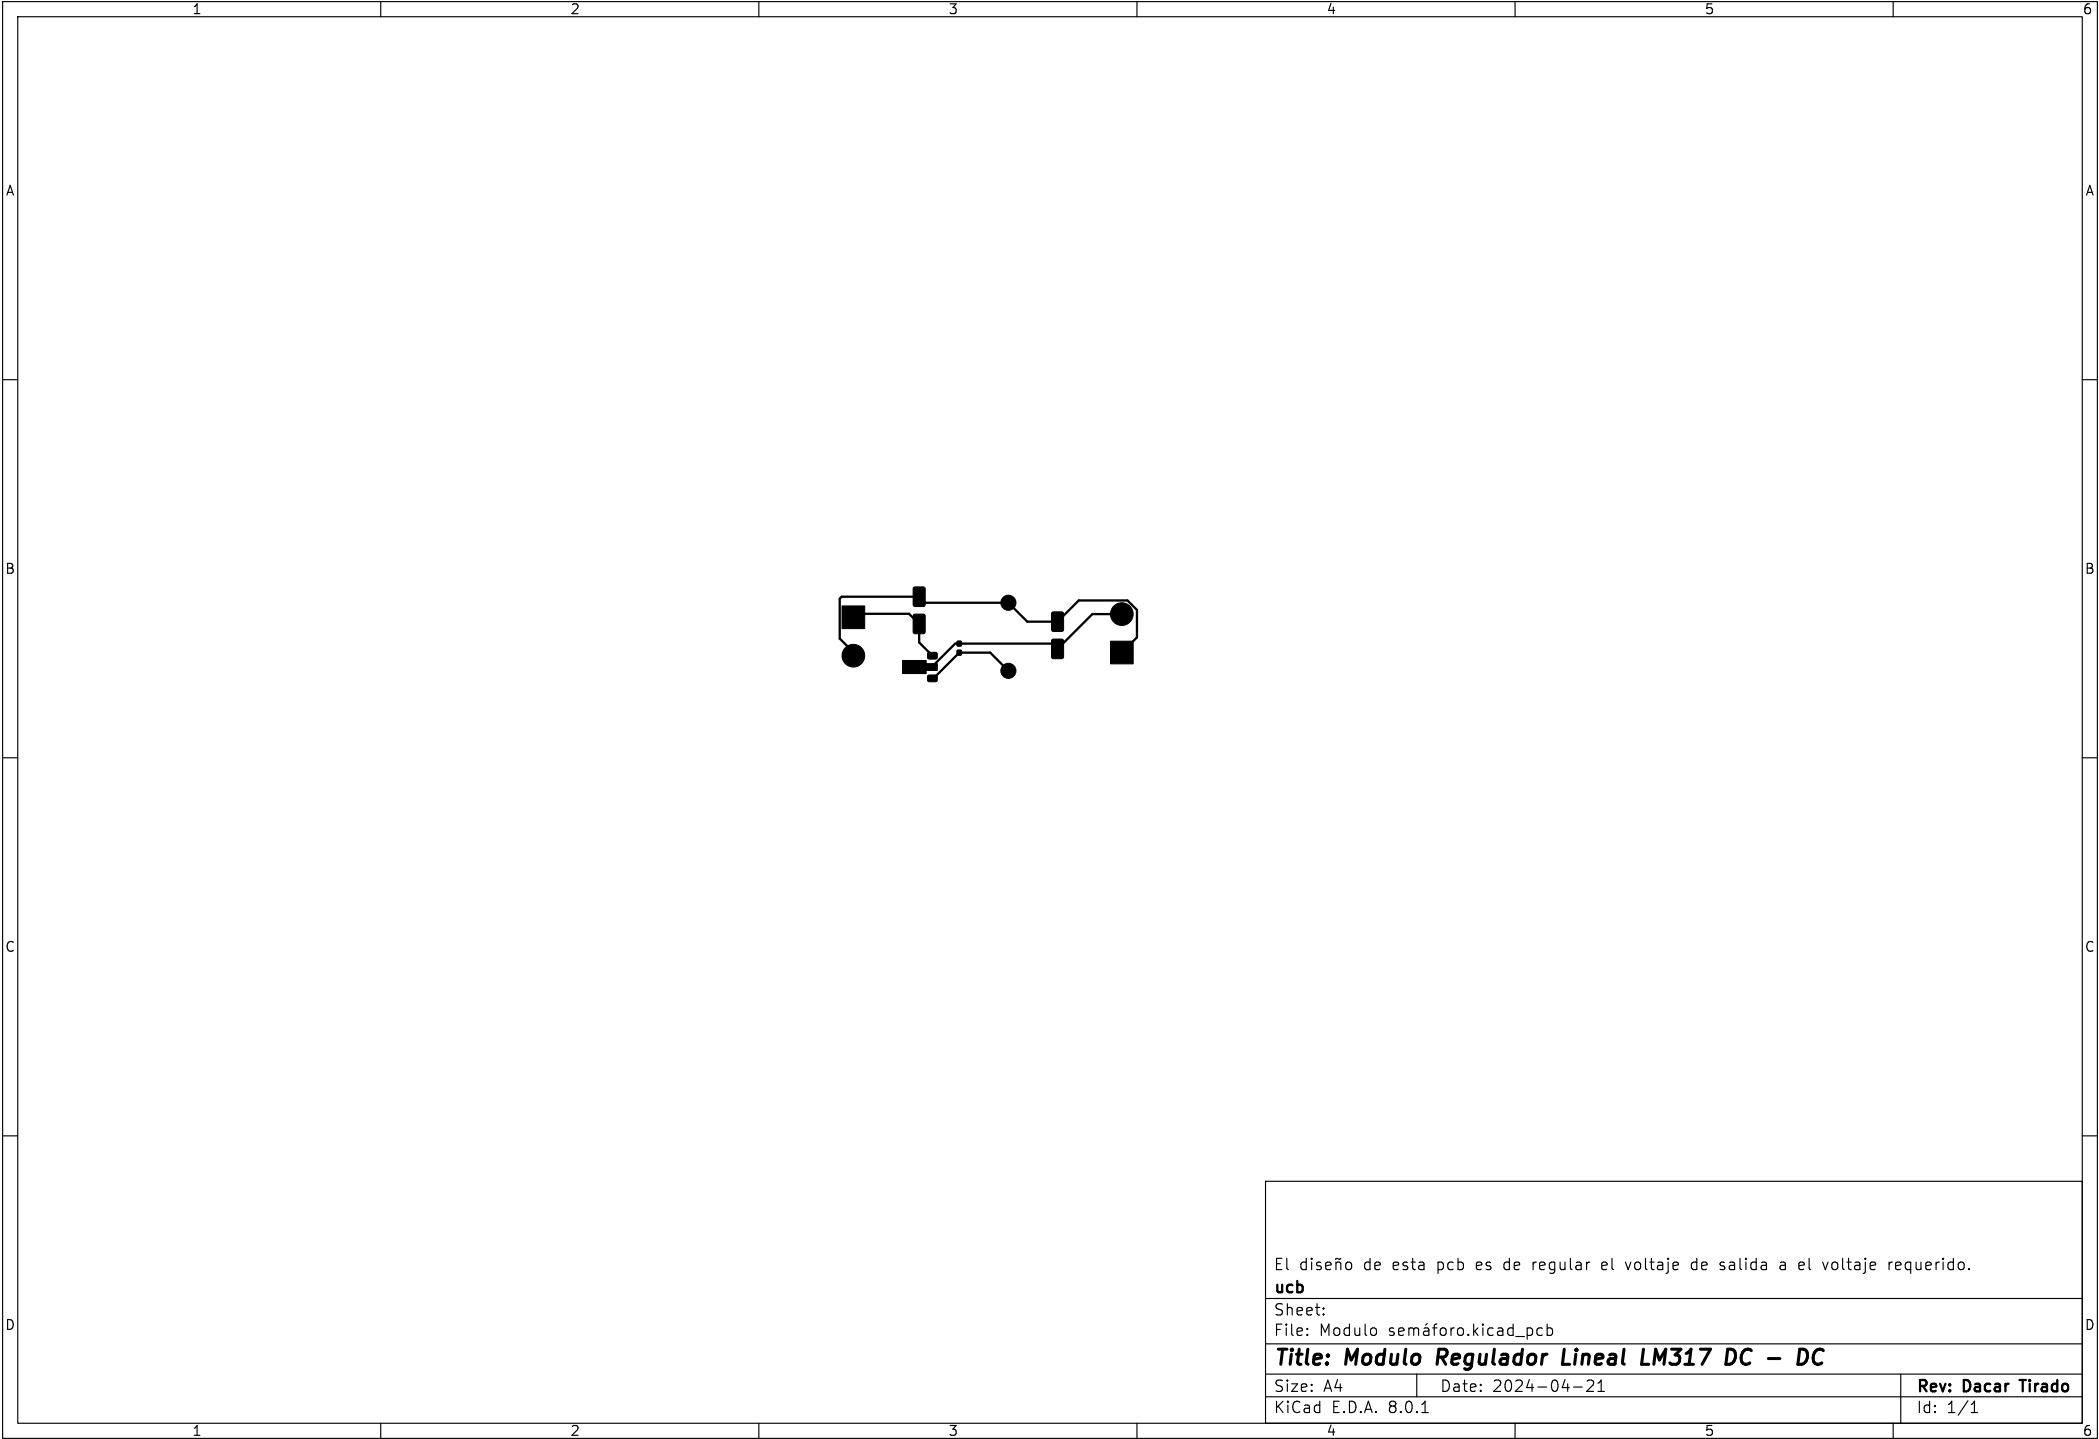 1 2 3 4 5 6
A A
B B
C C
El diseño de esta pcb es de regular el voltaje de salida a el voltaje requerido.
ucb
Sheet:
File: Modulo semáforo.kicad_pcb
D D
Title: Modulo Regulador Lineal LM317 DC - DC
Size: A4 Date: 2024-04-21 Rev: Dacar Tirado
KiCad E.D.A. 8.0.1 Id: 1/1
1 2 3 4 5 6